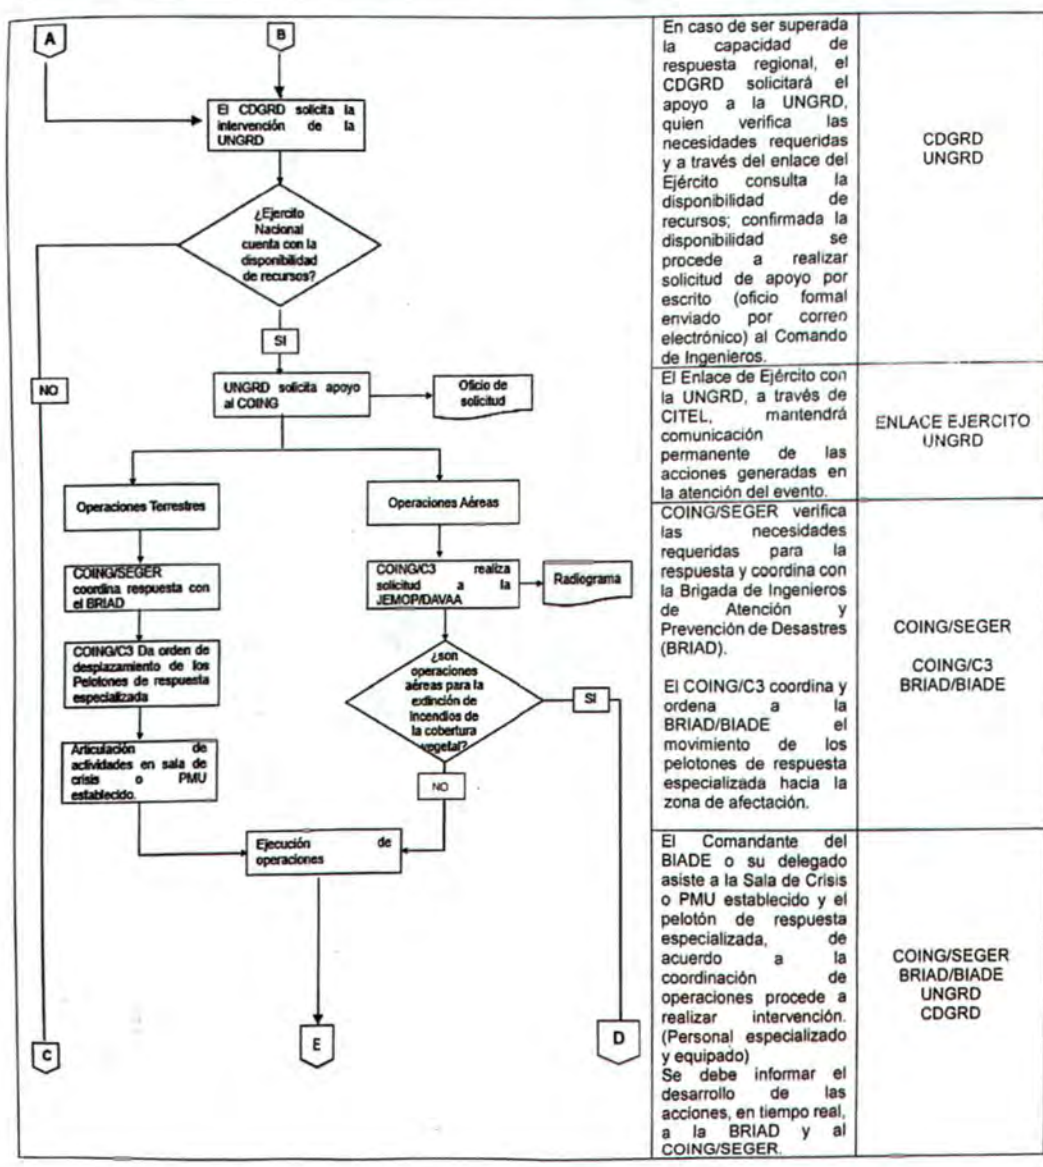 A
B
El CDGRD solicita la
intervención de la
UNGRD
¿Ejercito
Nacional
cuenta con la
disponibilidad
de recursos?
SI
NO
UNGRD solicita apoyo
al COING
Oficio de
solicitud
Operaciones Terrestres
Operaciones Aéreas
COING/SEGER
coordina respuesta con
el BRIAD
COING/C3 realiza
solicitud a la
JEMOP/DAVAA
Radiograma
COING/C3 Da orden de
desplazamiento de los
Pelotones de respuesta
especializada
¿son
operaciones
aéreas para la
extinción de
Incendios de
la cobertura
vegetal?
SI
NO
Articulación de
actividades en sala de
crisis o PMU
establecido.
Ejecución de
operaciones
C
E
D
En caso de ser superada
la capacidad de
respuesta regional, el
CDGRD solicitará el
apoyo a la UNGRD,
quien verifica las
necesidades requeridas
y a través del enlace del
Ejército consulta la
disponibilidad de
recursos; confirmada la
disponibilidad se
procede a realizar
solicitud de apoyo por
escrito (oficio formal
enviado por correo
electrónico) al Comando
de Ingenieros.
CDGRD
UNGRD
El Enlace de Ejército con
la UNGRD, a través de
CITEL, mantendrá
comunicación
permanente de las
acciones generadas en
la atención del evento.
ENLACE EJERCITO
UNGRD
COING/SEGER verifica
las necesidades
requeridas para la
respuesta y coordina con
la Brigada de Ingenieros
de Atención y
Prevención de Desastres
(BRIAD).
El COING/C3 coordina y
ordena a la
BRIAD/BIADE el
movimiento de los
pelotones de respuesta
especializada hacia la
zona de afectación.
COING/SEGER
COING/C3
BRIAD/BIADE
El Comandante del
BIADE o su delegado
asiste a la Sala de Crisis
o PMU establecido y el
pelotón de respuesta
especializada, de
acuerdo a la
coordinación de
operaciones procede a
realizar intervención.
(Personal especializado
y equipado)
Se debe informar el
desarrollo de las
acciones, en tiempo real,
a la BRIAD y al
COING/SEGER.
COING/SEGER
BRIAD/BIADE
UNGRD
CDGRD